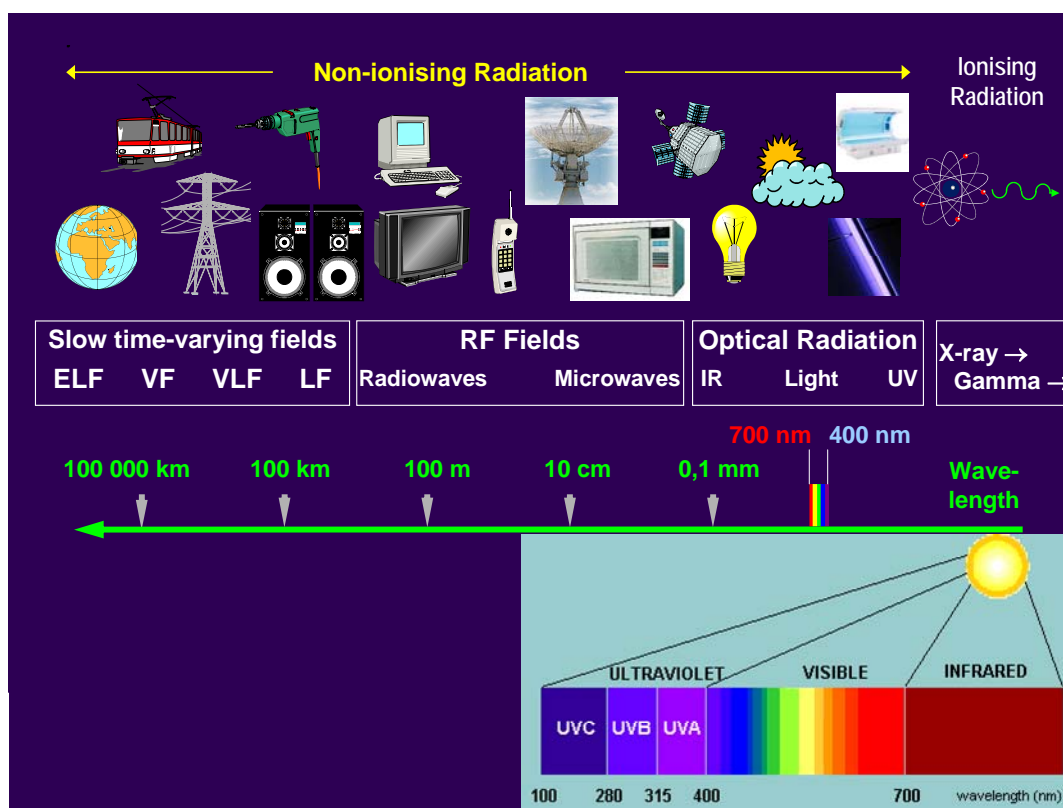 Non-ionising Radiation
Ionising
Radiation
Slow time-varying fields
ELF VF VLF LF
RF Fields
Radiowaves Microwaves
Optical Radiation
IR Light UV
X-ray →
Gamma →
700 nm 400 nm
100 000 km 100 km 100 m 10 cm 0,1 mm
Wave-
length
ULTRAVIOLET VISIBLE INFRARED
UVC UVB UVA
100 280 315 400 700 wavelength (nm)